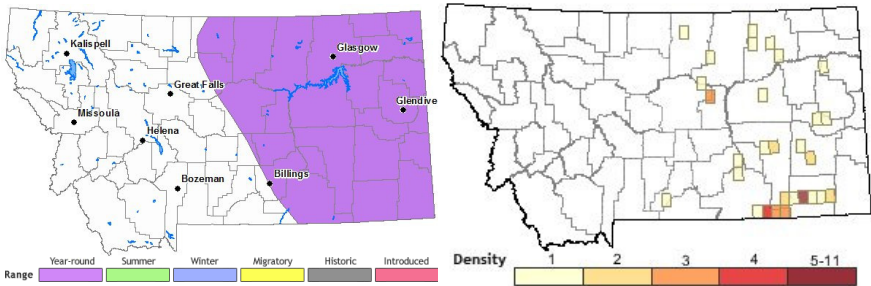 Kalispell
Glasgow
Great Falls
Glendive
Missoula
Helena
Bozeman
Billings
Year-round Summer Winter Migratory Historic Introduced
Range
Density
1 2 3 4 5-11